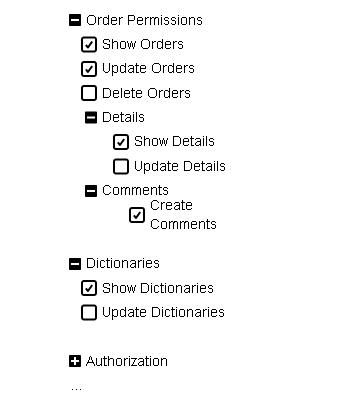 Order Permissions
Show Orders
Update Orders
Delete Orders
Details
Show Details
Update Details
Comments
Create
Comments
Dictionaries
Show Dictionaries
Update Dictionaries
Authorization
...